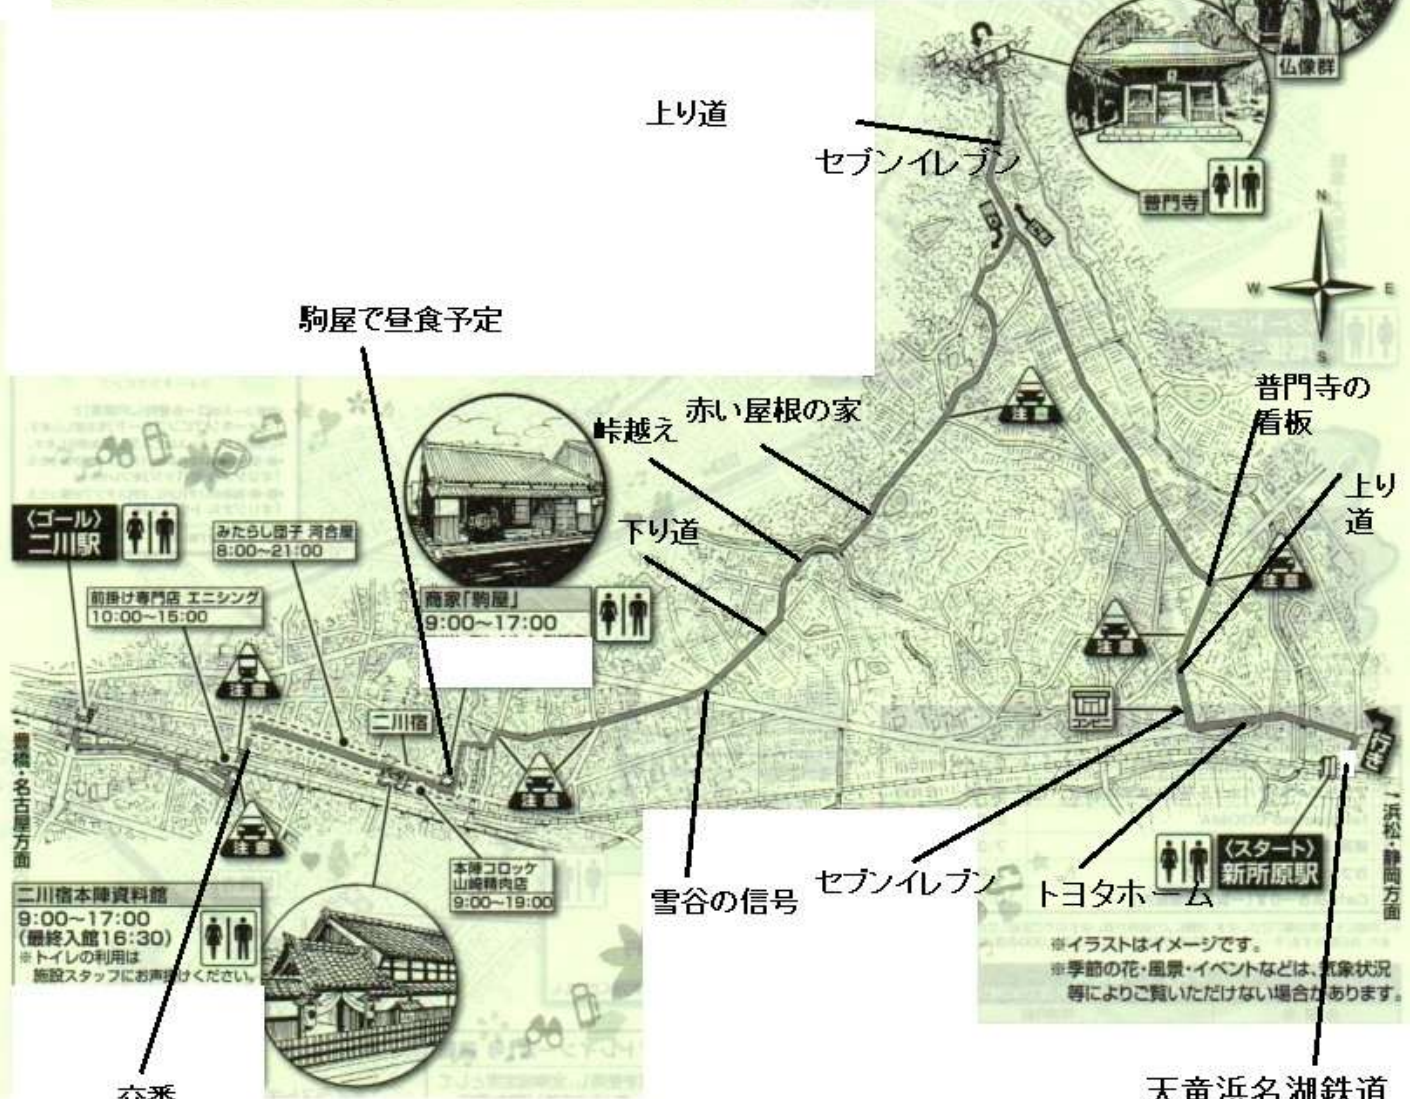 仏像群
上り道
セブンイレブン
普門寺
N
W
E
S
駒屋で昼食予定
普門寺の
看板
注意
赤い屋根の家
峠越え
上り
道
下り道
〈ゴール〉
二川駅
みたらし団子 河合屋
8:00~21:00
前掛け専門店 エニシング
10:00~15:00
商家「駒屋」
9:00~17:00
注意
注意
注意
二川宿
コンビニ
行き
←豊橋・名古屋方面
注意
注意
→浜松・静岡方面
本陣コロッケ
山崎精肉店
9:00~19:00
〈スタート〉
新所原駅
雪谷の信号
セブンイレブン
トヨタホーム
二川宿本陣資料館
9:00~17:00
(最終入館16:30)
※トイレの利用は
施設スタッフにお声掛けください。
※イラストはイメージです。
※季節の花・風景・イベントなどは、気象状況
等によりご覧いただけない場合があります。
交番
天竜浜名湖鉄道